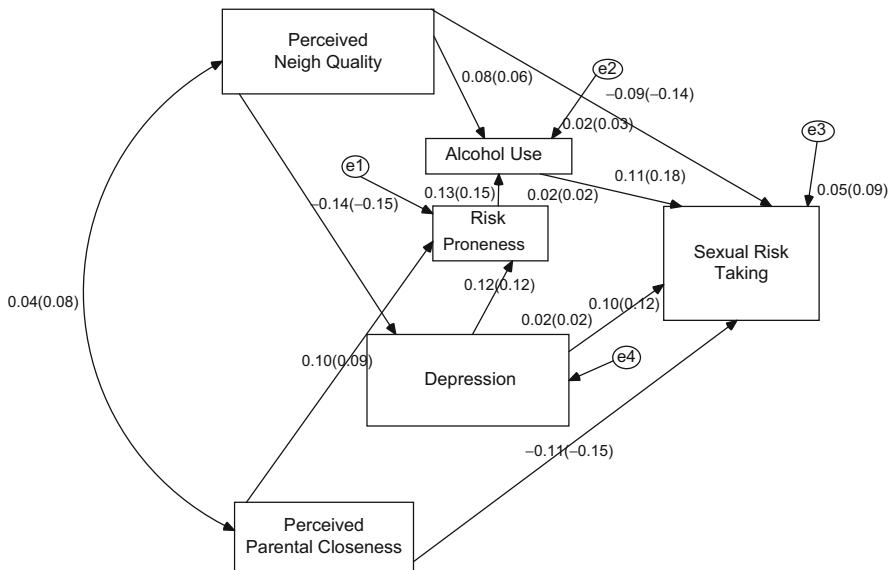 Perceived
Neigh Quality
e2
0.08(0.06)
−0.09(−0.14)
0.02(0.03)
e3
Alcohol Use
e1
0.13(0.15)
0.02(0.02)
0.11(0.18)
0.05(0.09)
−0.14(−0.15)
Risk
Proneness
Sexual Risk
Taking
0.12(0.12)
0.04(0.08)
0.10(0.12)
0.02(0.02)
0.10(0.09)
e4
Depression
−0.11(−0.15)
Perceived
Parental Closeness